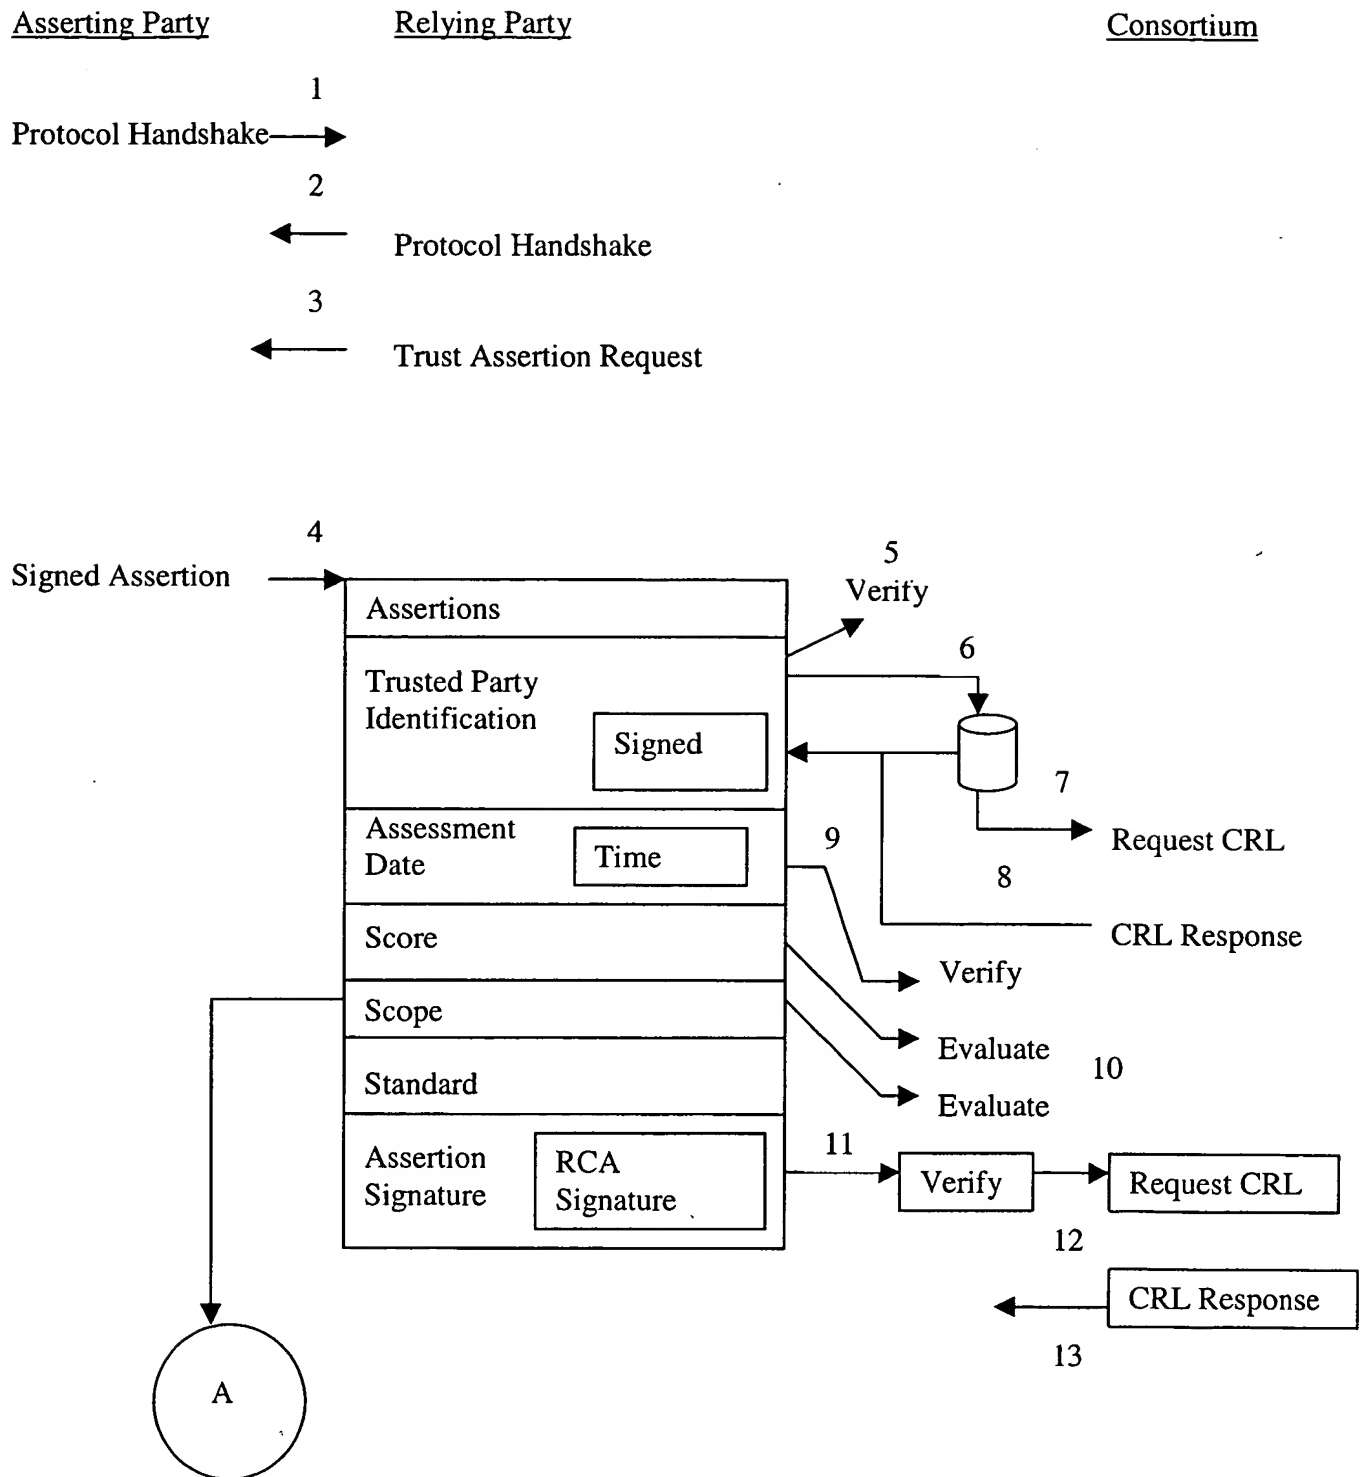 Asserting Party
Relying Party
Consortium
1
Protocol Handshake
2
Protocol Handshake
3
Trust Assertion Request
4
Signed Assertion
5
Verify
Assertions
6
Trusted Party
Identification
Signed
7
Request CRL
Assessment
Date
Time
9
8
CRL Response
Score
Verify
Scope
Evaluate
10
Standard
Evaluate
11
Assertion
Signature
RCA
Signature
Verify
Request CRL
12
CRL Response
13
A